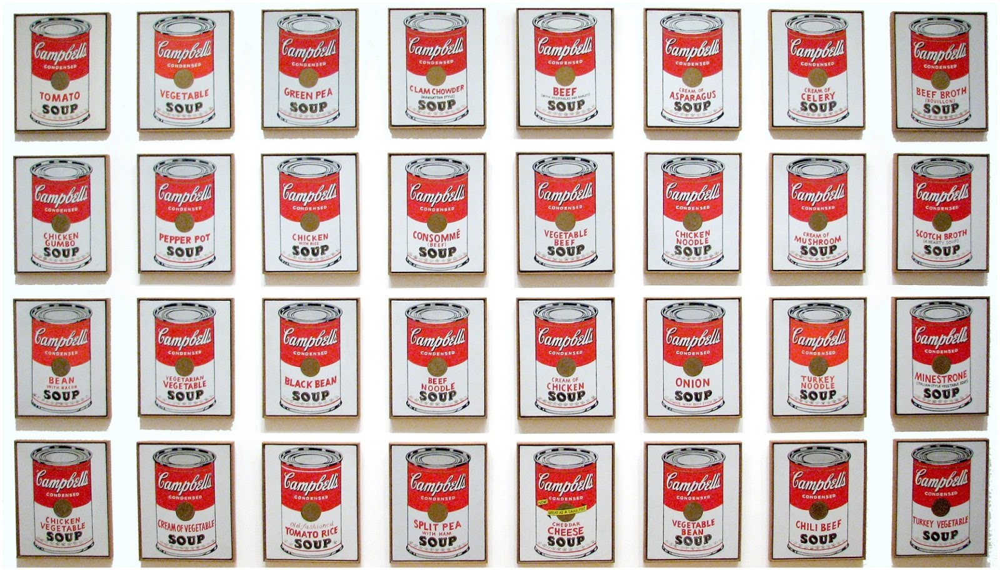 Campbell's
CONDENSED
TOMATO
SOUP
Campbell's
CONDENSED
VEGETABLE
SOUP
Campbell's
CONDENSED
GREEN PEA
SOUP
Campbell's
CONDENSED
CLAM CHOWDER
(MANHATTAN STYLE)
SOUP
Campbell's
CONDENSED
BEEF
(WITH VEGETABLES AND BARLEY)
SOUP
Campbell's
CONDENSED
CREAM OF
ASPARAGUS
SOUP
Campbell's
CONDENSED
CREAM OF
CELERY
SOUP
Campbell's
CONDENSED
BEEF BROTH
(BOUILLON)
SOUP
Campbell's
CONDENSED
CHICKEN
GUMBO
SOUP
Campbell's
CONDENSED
PEPPER POT
SOUP
Campbell's
CONDENSED
CHICKEN
WITH RICE
SOUP
Campbell's
CONDENSED
CONSOMMÉ
(BEEF)
SOUP
Campbell's
CONDENSED
VEGETABLE
BEEF
SOUP
Campbell's
CONDENSED
CHICKEN
NOODLE
SOUP
Campbell's
CONDENSED
CREAM OF
MUSHROOM
SOUP
Campbell's
CONDENSED
SCOTCH BROTH
(A HEARTY SOUP)
SOUP
Campbell's
CONDENSED
BEAN
WITH BACON
SOUP
Campbell's
CONDENSED
VEGETARIAN
VEGETABLE
SOUP
Campbell's
CONDENSED
BLACK BEAN
SOUP
Campbell's
CONDENSED
BEEF
NOODLE
SOUP
Campbell's
CONDENSED
CREAM OF
CHICKEN
SOUP
Campbell's
CONDENSED
ONION
SOUP
MADE WITH BEEF STOCK
Campbell's
CONDENSED
TURKEY
NOODLE
SOUP
Campbell's
CONDENSED
MINESTRONE
(ITALIAN-STYLE VEGETABLE SOUP)
SOUP
Campbell's
CONDENSED
CHICKEN
VEGETABLE
SOUP
Campbell's
CONDENSED
CREAM OF VEGETABLE
SOUP
Campbell's
CONDENSED
Old-fashioned
TOMATO RICE
SOUP
Campbell's
CONDENSED
SPLIT PEA
WITH HAM
SOUP
Campbell's
CONDENSED
NEW!
GREAT AS A SAUCE TOO!
CHEDDAR
CHEESE
SOUP
Campbell's
CONDENSED
VEGETABLE
BEAN
SOUP
Campbell's
CONDENSED
CHILI BEEF
SOUP
Campbell's
CONDENSED
TURKEY VEGETABLE
SOUP